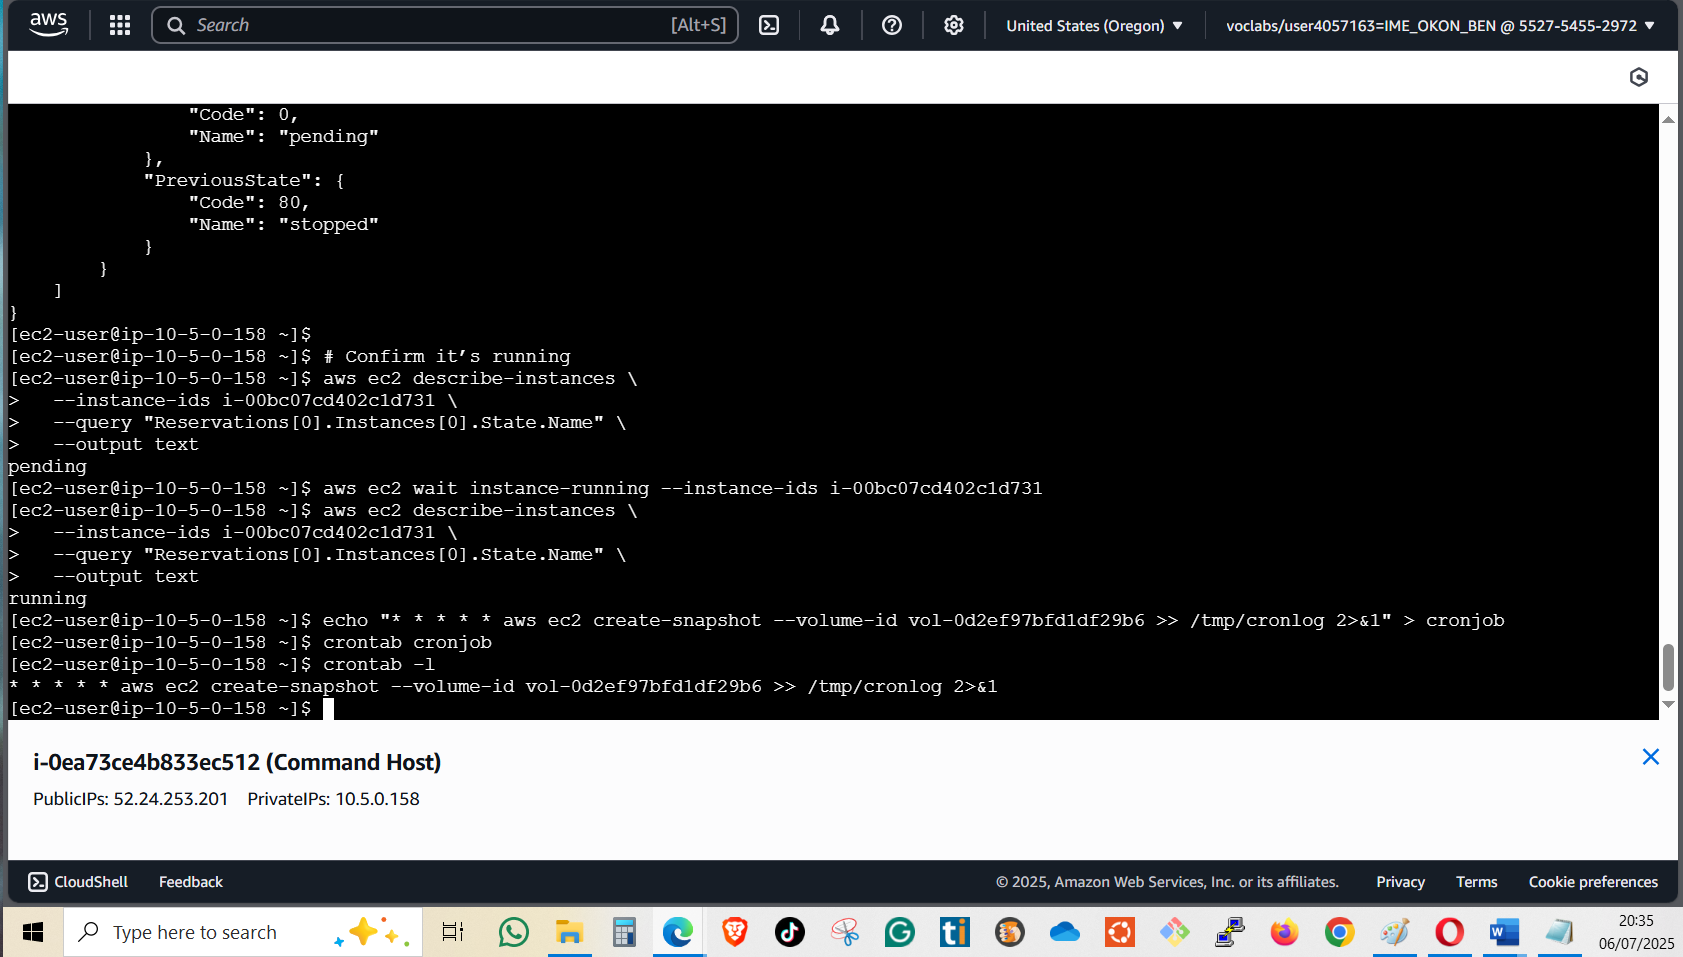 aws
Search
[Alt+S]
United States (Oregon)
voclabs/user4057163=IME_OKON_BEN @ 5527-5455-2972
                "Code": 0,
                "Name": "pending"
            },
            "PreviousState": {
                "Code": 80,
                "Name": "stopped"
            }
        }
    ]
}
[ec2-user@ip-10-5-0-158 ~]$
[ec2-user@ip-10-5-0-158 ~]$ # Confirm it’s running
[ec2-user@ip-10-5-0-158 ~]$ aws ec2 describe-instances \
>   --instance-ids i-00bc07cd402c1d731 \
>   --query "Reservations[0].Instances[0].State.Name" \
>   --output text
pending
[ec2-user@ip-10-5-0-158 ~]$ aws ec2 wait instance-running --instance-ids i-00bc07cd402c1d731
[ec2-user@ip-10-5-0-158 ~]$ aws ec2 describe-instances \
>   --instance-ids i-00bc07cd402c1d731 \
>   --query "Reservations[0].Instances[0].State.Name" \
>   --output text
running
[ec2-user@ip-10-5-0-158 ~]$ echo "* * * * * aws ec2 create-snapshot --volume-id vol-0d2ef97bfd1df29b6 >> /tmp/cronlog 2>&1" > cronjob
[ec2-user@ip-10-5-0-158 ~]$ crontab cronjob
[ec2-user@ip-10-5-0-158 ~]$ crontab -l
* * * * * aws ec2 create-snapshot --volume-id vol-0d2ef97bfd1df29b6 >> /tmp/cronlog 2>&1
[ec2-user@ip-10-5-0-158 ~]$
i-0ea73ce4b833ec512 (Command Host)
PublicIPs: 52.24.253.201 PrivateIPs: 10.5.0.158
CloudShell Feedback © 2025, Amazon Web Services, Inc. or its affiliates. Privacy Terms Cookie preferences
Type here to search
20:35
06/07/2025